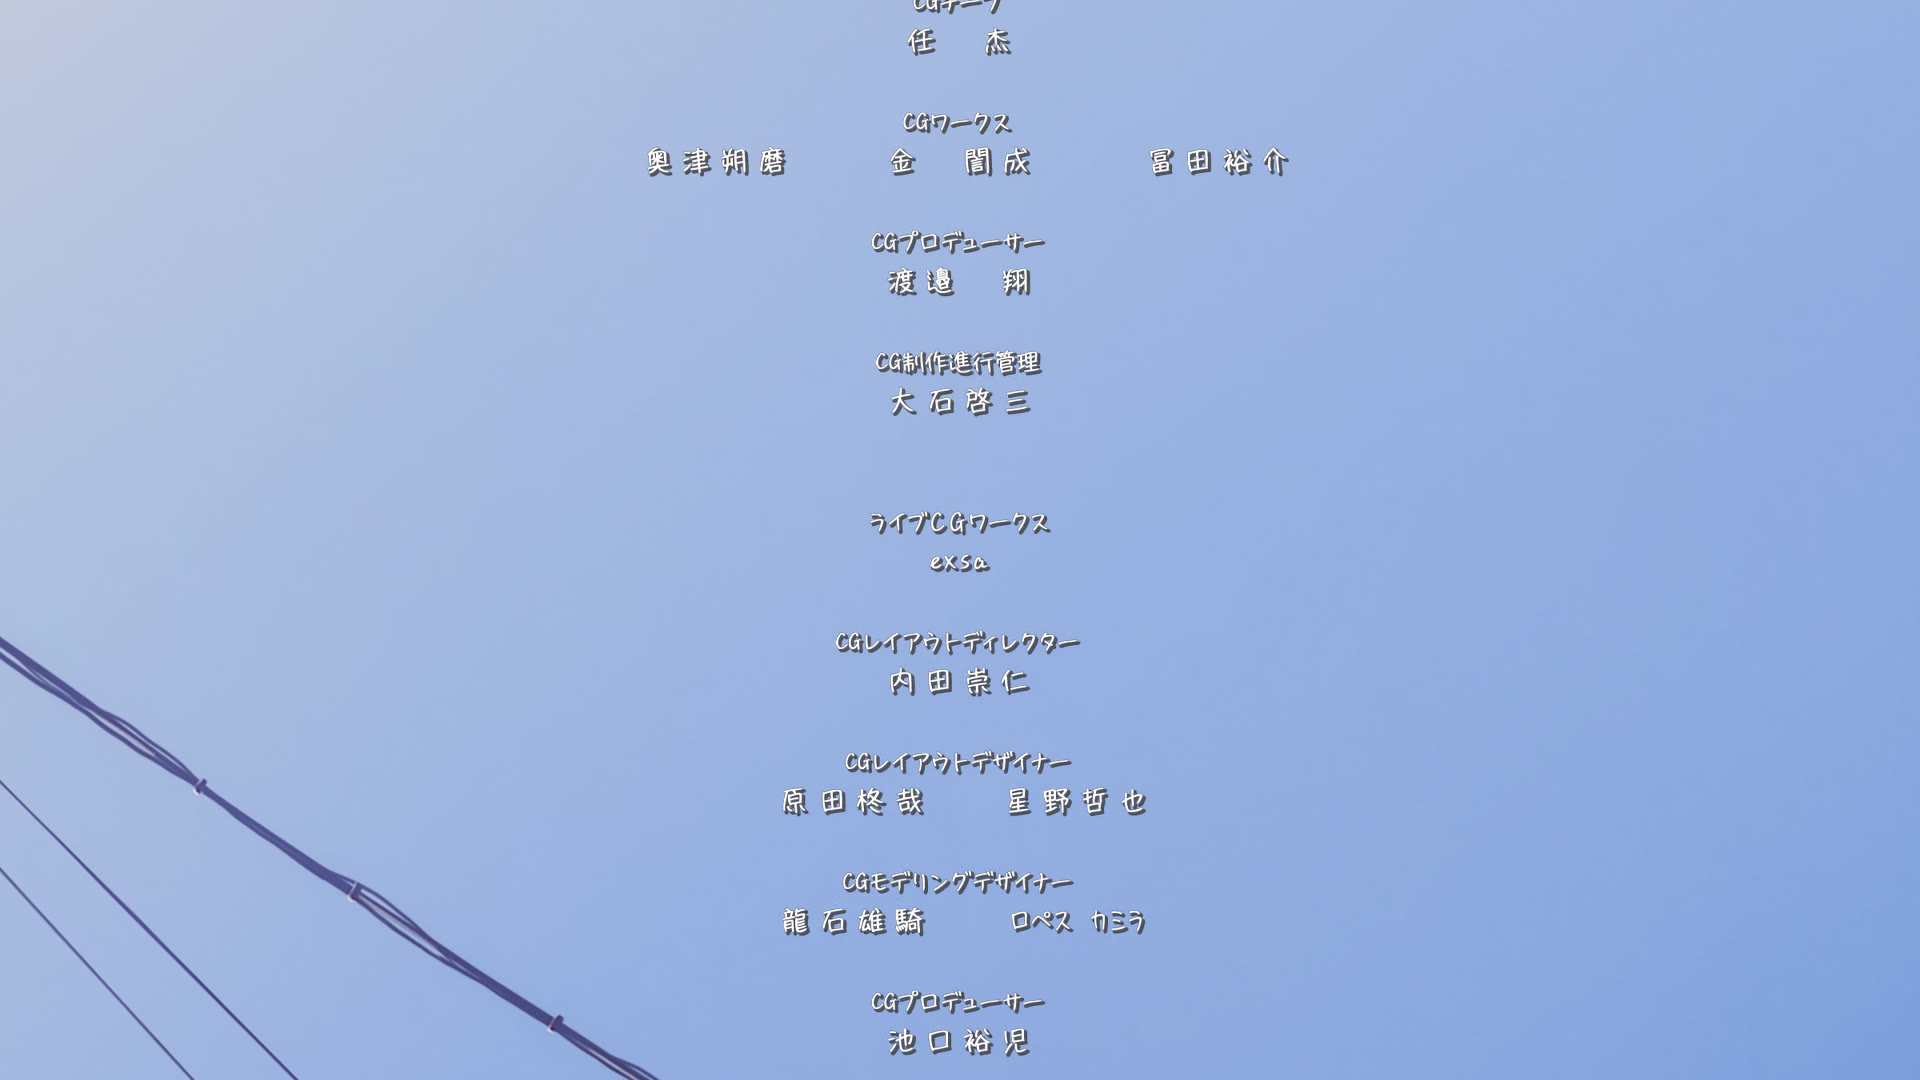 CGチーフ
任 杰
CGワークス
奥津朔磨 金 誾成 冨田裕介
CGプロデューサー
渡邉 翔
CG制作進行管理
大石啓三
ライブCGワークス
exsa
CGレイアウトディレクター
内田崇仁
CGレイアウトデザイナー
原田柊哉 星野哲也
CGモデリングデザイナー
龍石雄騎 ロペス カミラ
CGプロデューサー
池口裕児